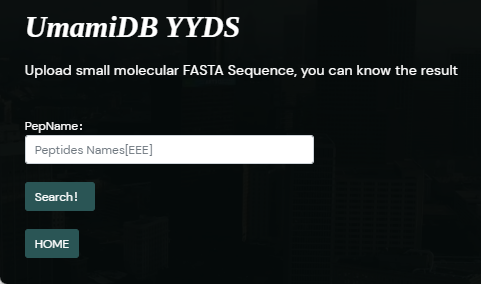 UmamiDB YYDS
Upload small molecular FASTA Sequence, you can know the result
PepName:
Peptides Names[EEE]
Search!
HOME